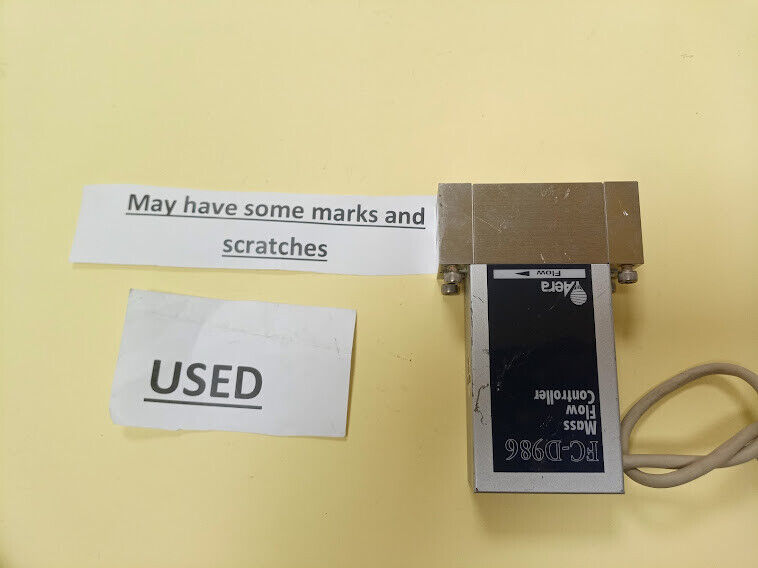 May have some marks and
scratches
USED
FC-D986
Mass
Flow
Controller
Aera
Flow